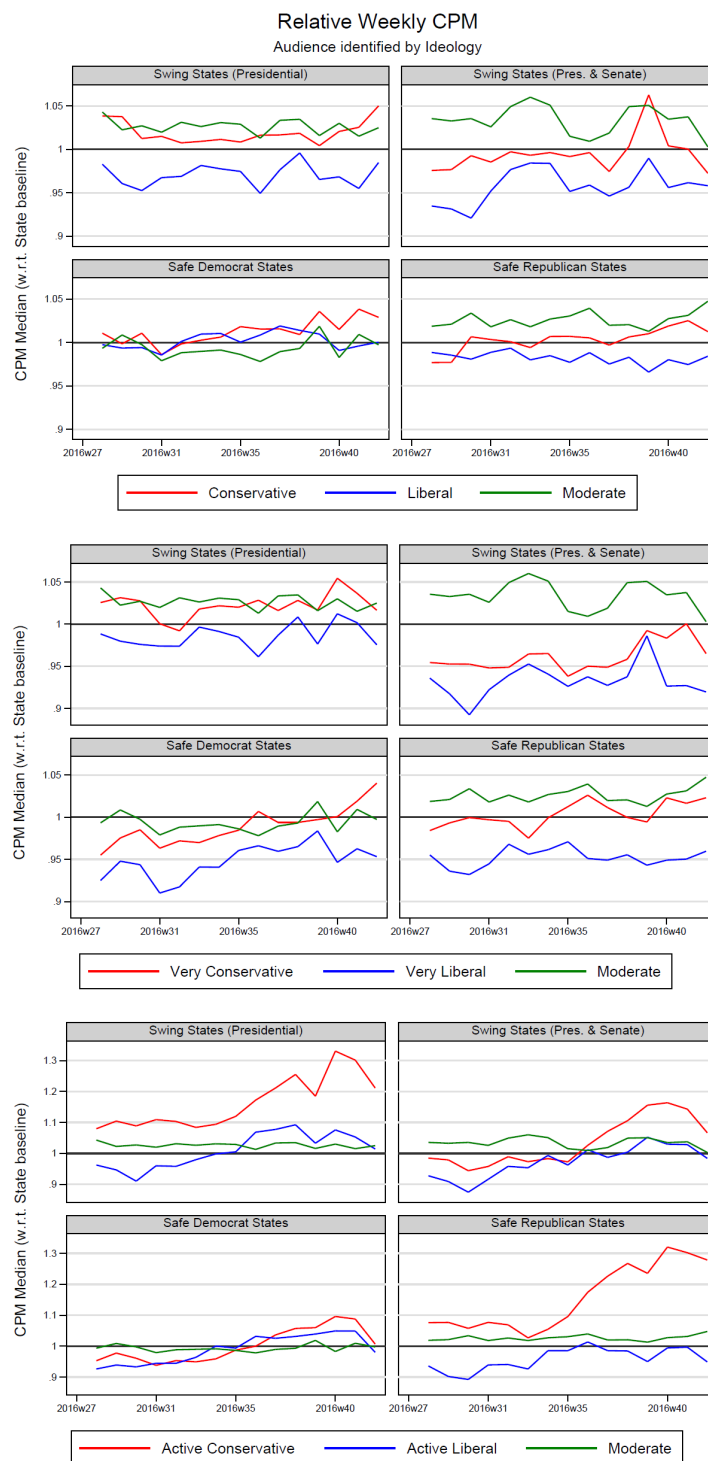 Relative Weekly CPM
Audience identified by Ideology
CPM Median (w.r.t. State baseline)
Swing States (Presidential)
Swing States (Pres. & Senate)
1.05
1
.95
.9
Safe Democrat States
Safe Republican States
1.05
1
.95
.9
2016w27 2016w31 2016w35 2016w40 2016w27 2016w31 2016w35 2016w40
Conservative Liberal Moderate
CPM Median (w.r.t. State baseline)
Swing States (Presidential)
Swing States (Pres. & Senate)
1.05
1
.95
.9
Safe Democrat States
Safe Republican States
1.05
1
.95
.9
2016w27 2016w31 2016w35 2016w40 2016w27 2016w31 2016w35 2016w40
Very Conservative Very Liberal Moderate
CPM Median (w.r.t. State baseline)
Swing States (Presidential)
Swing States (Pres. & Senate)
1.3
1.2
1.1
1
.9
Safe Democrat States
Safe Republican States
1.3
1.2
1.1
1
.9
2016w27 2016w31 2016w35 2016w40 2016w27 2016w31 2016w35 2016w40
Active Conservative Active Liberal Moderate